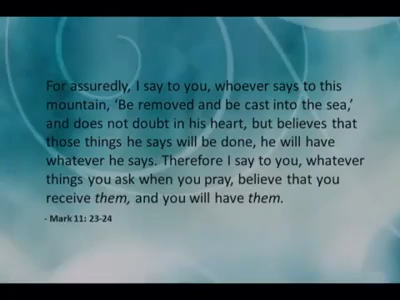 For assuredly, I say to you, whoever says to this
mountain, ‘Be removed and be cast into the sea,’
and does not doubt in his heart, but believes that
those things he says will be done, he will have
whatever he says. Therefore I say to you, whatever
things you ask when you pray, believe that you
receive them, and you will have them.
- Mark 11: 23-24